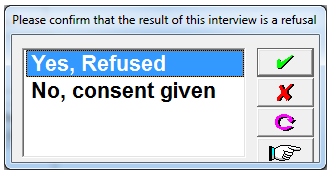 Please confirm that the result of this interview is a refusal
Yes, Refused
No, consent given